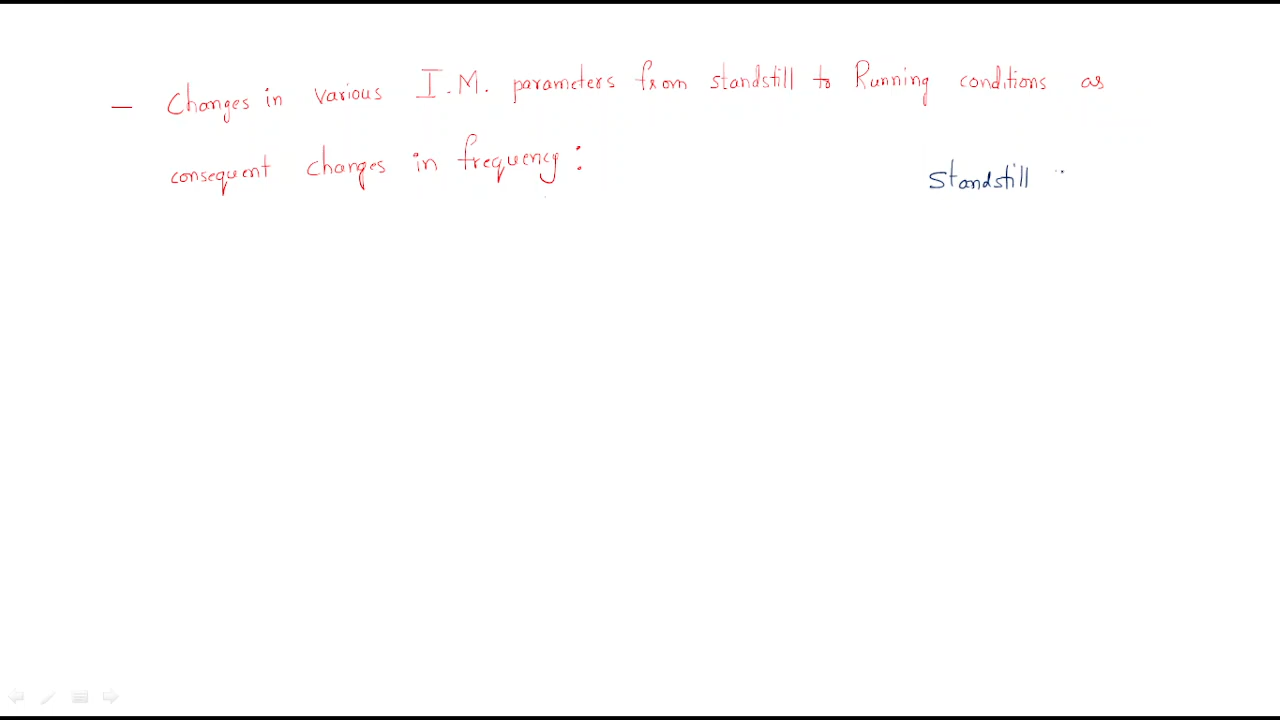 – Changes in various I.M. parameters from standstill to Running conditions as
consequent changes in frequency:
Standstill